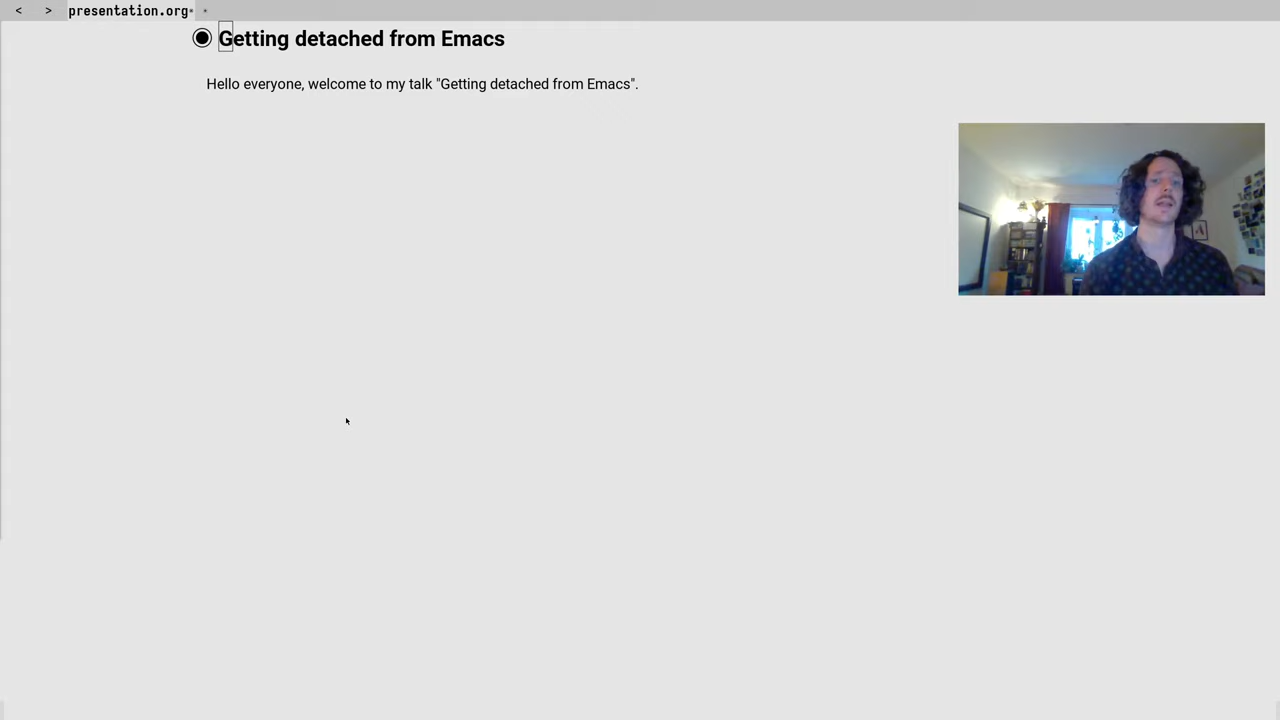 < > presentation.org* *
Getting detached from Emacs
Hello everyone, welcome to my talk "Getting detached from Emacs".